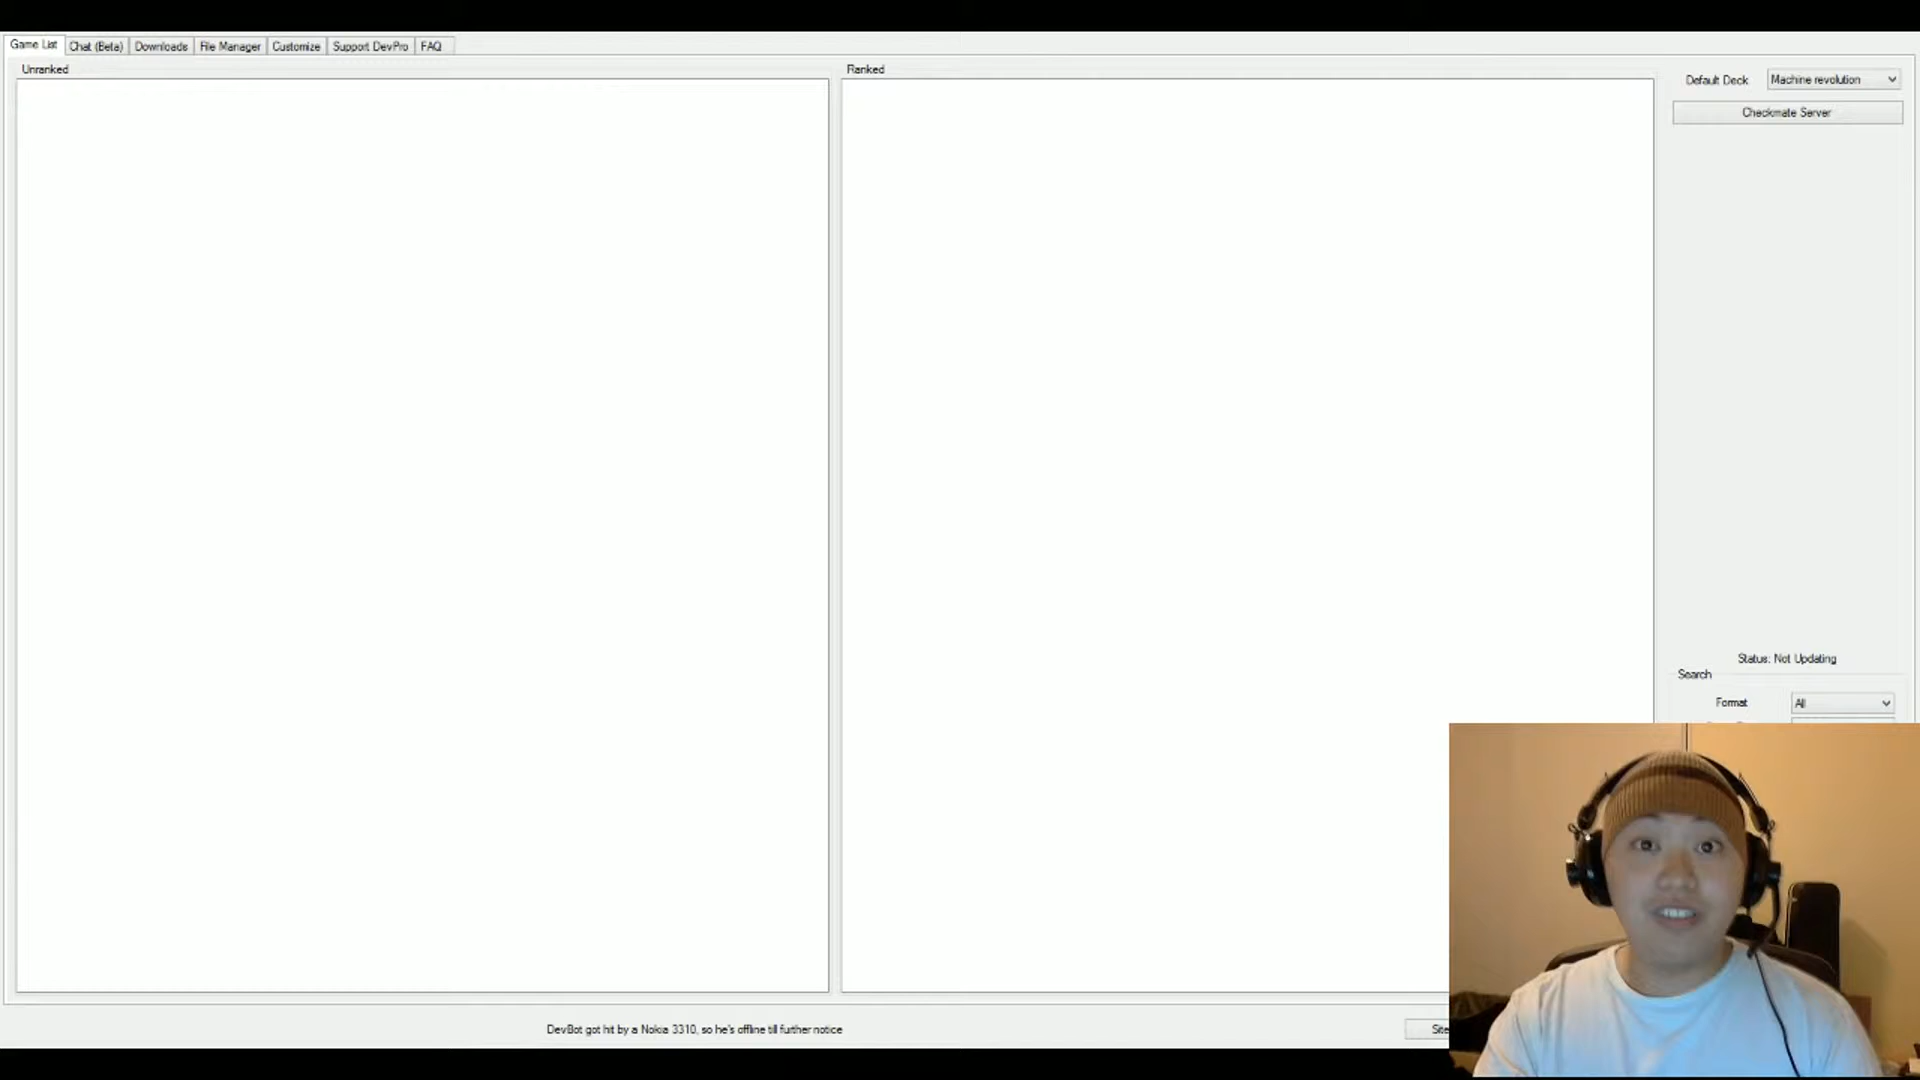 Game List Chat (Beta) Downloads File Manager Customize Support DevPro FAQ
Unranked
Ranked
Default Deck Machine revolution
Checkmate Server
Status: Not Updating
Search
Format All
DevBot got hit by a Nokia 3310, so he's offline till further notice
Site